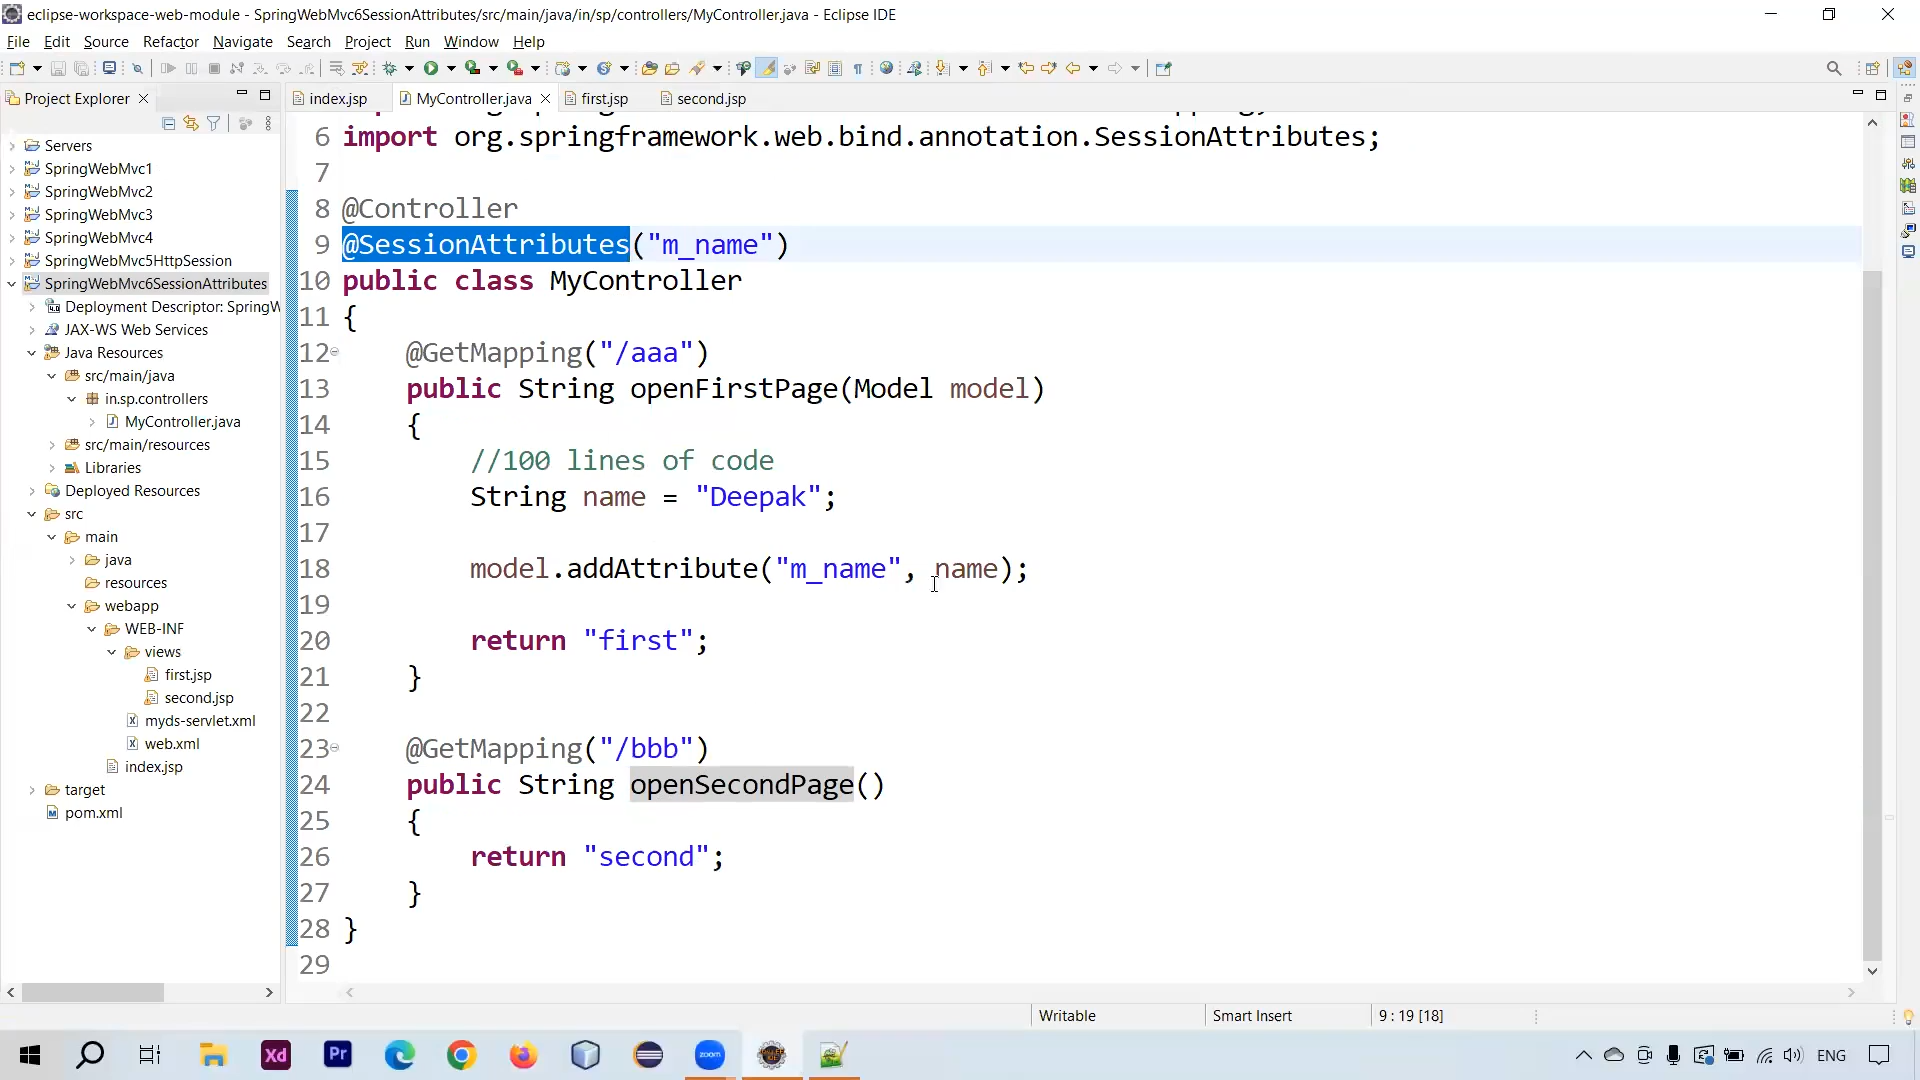 eclipse-workspace-web-module - SpringWebMvc6SessionAttributes/src/main/java/in/sp/controllers/MyController.java - Eclipse IDE
File Edit Source Refactor Navigate Search Project Run Window Help
Project Explorer
index.jsp
MyController.java
first.jsp
second.jsp
Servers
SpringWebMvc1
SpringWebMvc2
SpringWebMvc3
SpringWebMvc4
SpringWebMvc5HttpSession
SpringWebMvc6SessionAttributes
Deployment Descriptor: SpringW
JAX-WS Web Services
Java Resources
src/main/java
in.sp.controllers
MyController.java
src/main/resources
Libraries
Deployed Resources
src
main
java
resources
webapp
WEB-INF
views
first.jsp
second.jsp
myds-servlet.xml
web.xml
index.jsp
target
pom.xml
6 import org.springframework.web.bind.annotation.SessionAttributes;
7
8 @Controller
9 @SessionAttributes("m_name")
10 public class MyController
11 {
12 @GetMapping("/aaa")
13 public String openFirstPage(Model model)
14 {
15 //100 lines of code
16 String name = "Deepak";
17
18 model.addAttribute("m_name", name);
19
20 return "first";
21 }
22
23 @GetMapping("/bbb")
24 public String openSecondPage()
25 {
26 return "second";
27 }
28 }
29
Writable
Smart Insert
9 : 19 [18]
Xd
Pr
zoom
ENG